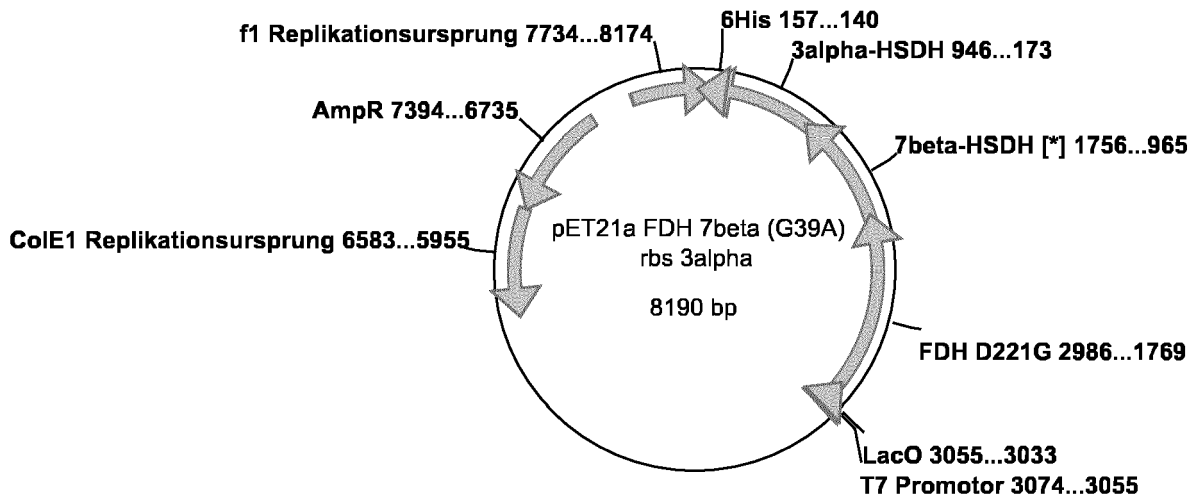 f1 Replikationsursprung 7734...8174
6His 157...140
3alpha-HSDH 946...173
AmpR 7394...6735
7beta-HSDH [*] 1756...965
ColE1 Replikationsursprung 6583...5955
pET21a FDH 7beta (G39A)
rbs 3alpha
8190 bp
FDH D221G 2986...1769
LacO 3055...3033
T7 Promotor 3074...3055